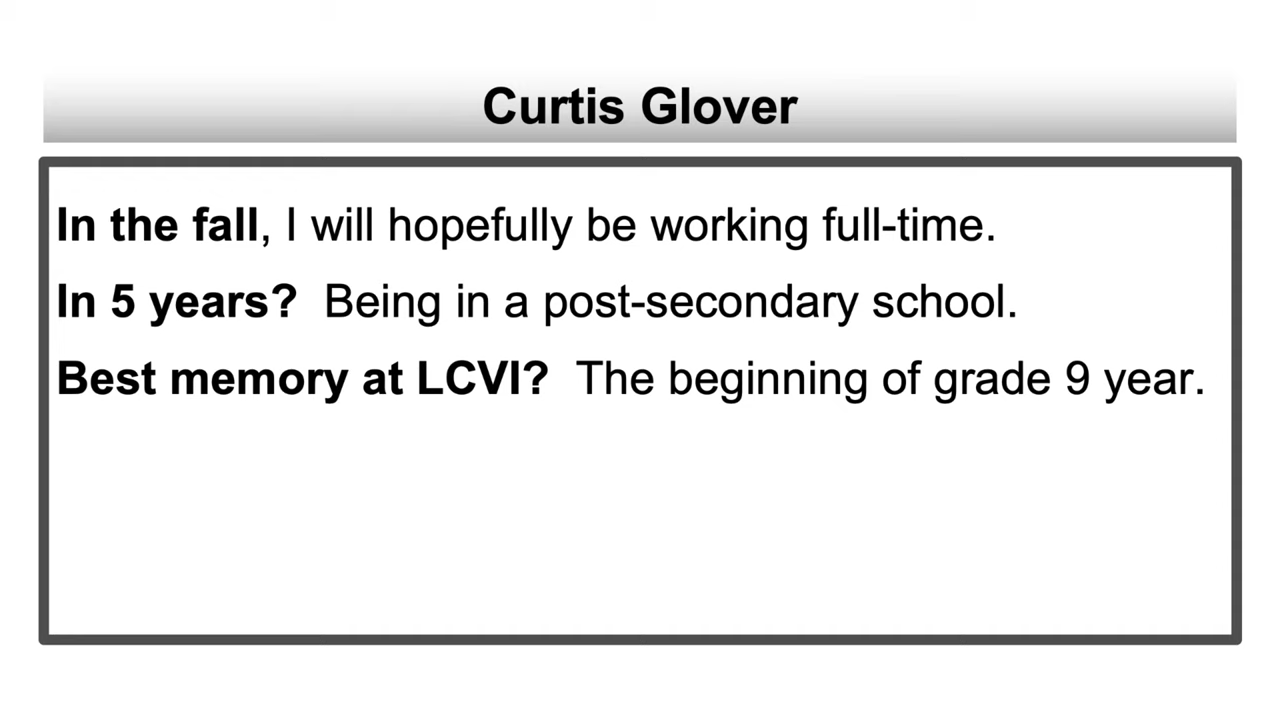 Curtis Glover
In the fall, I will hopefully be working full-time.
In 5 years?  Being in a post-secondary school.
Best memory at LCVI?  The beginning of grade 9 year.